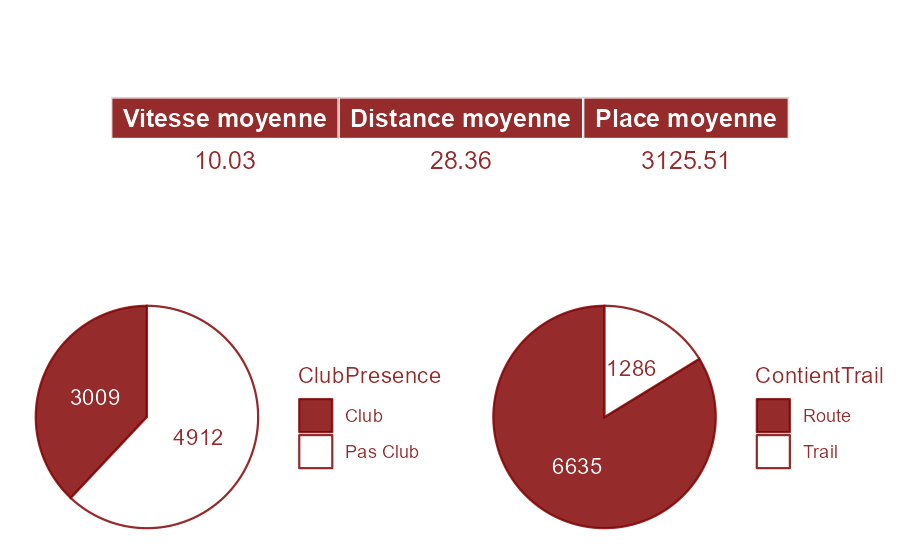 Vitesse moyenne Distance moyenne Place moyenne
10.03 28.36 3125.51
3009
4912
ClubPresence
Club
Pas Club
1286
6635
ContientTrail
Route
Trail